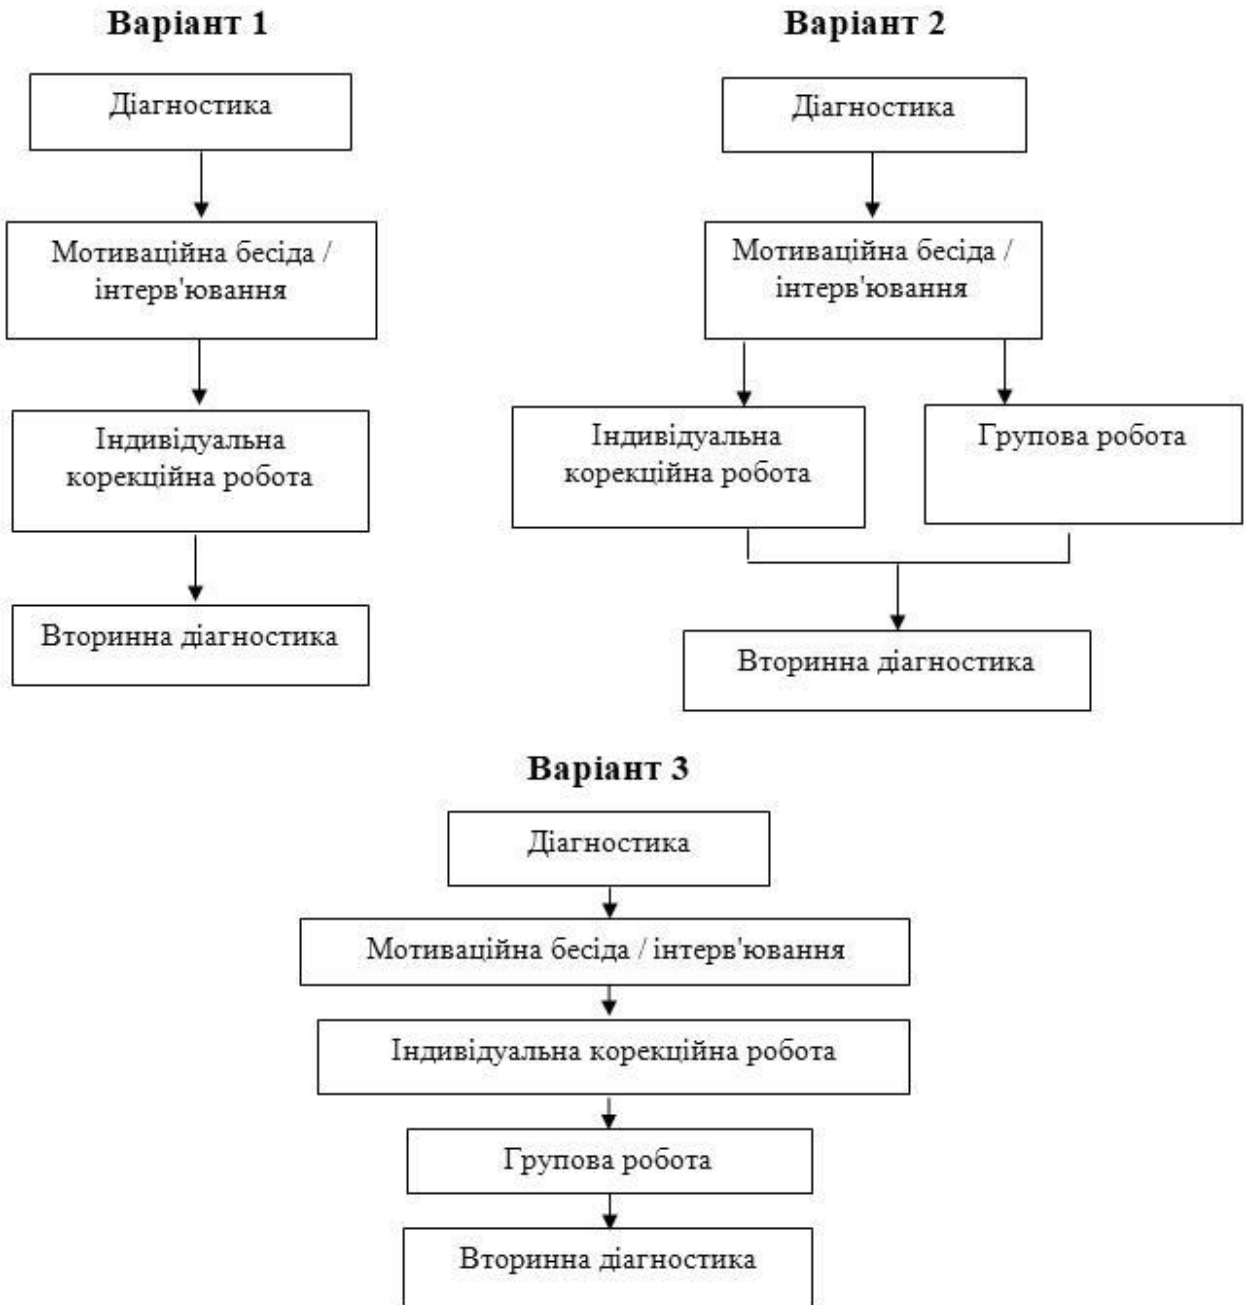 Варіант 1
Діагностика
Мотиваційна бесіда /
інтерв'ювання
Індивідуальна
корекційна робота
Вторинна діагностика
Варіант 2
Діагностика
Мотиваційна бесіда /
інтерв'ювання
Індивідуальна
корекційна робота
Групова робота
Вторинна діагностика
Варіант 3
Діагностика
Мотиваційна бесіда / інтерв'ювання
Індивідуальна корекційна робота
Групова робота
Вторинна діагностика